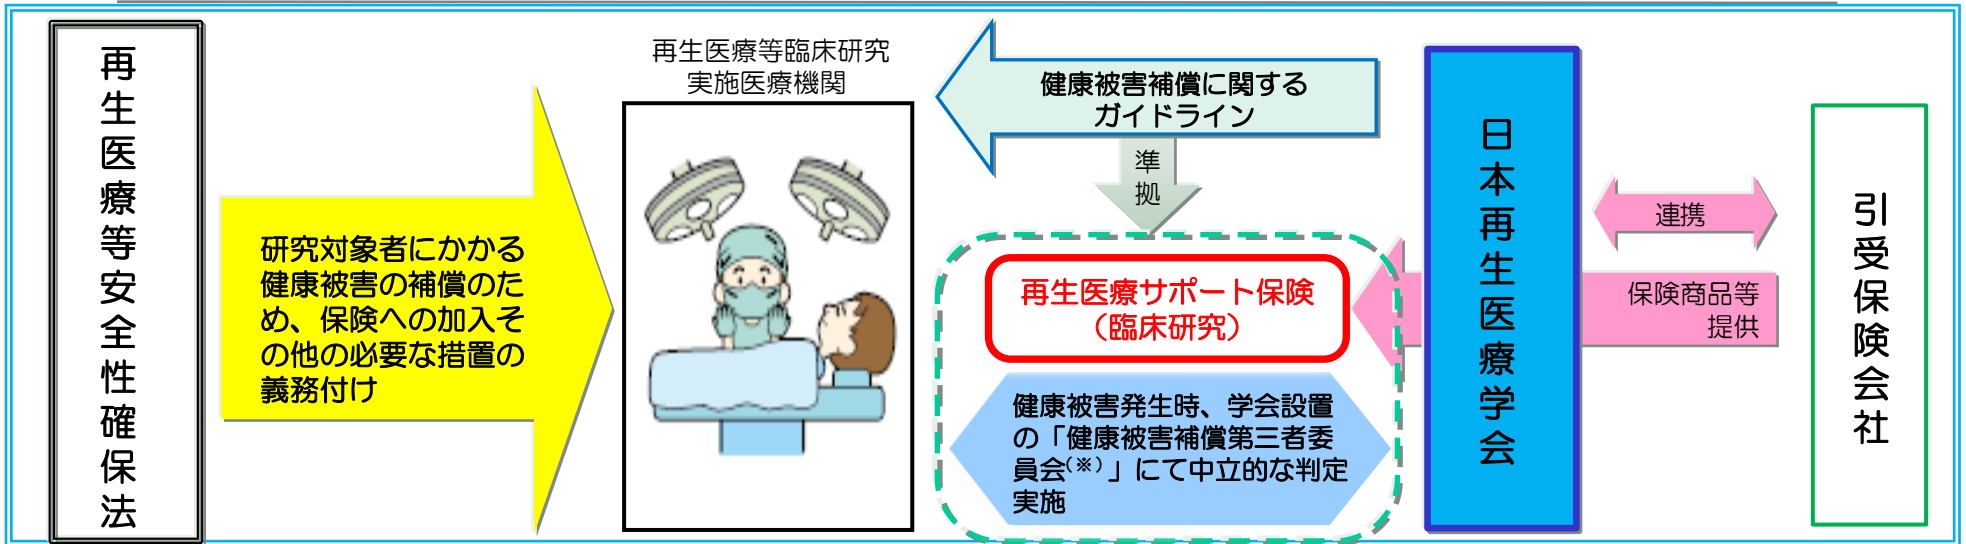 再生医療等安全性確保法
研究対象者にかかる
健康被害の補償のた
め、保険への加入そ
の他の必要な措置の
義務付け
再生医療等臨床研究
実施医療機関
健康被害補償に関する
ガイドライン
準拠
再生医療サポート保険
（臨床研究）
健康被害発生時、学会設置
の「健康被害補償第三者委
員会(※)」にて中立的な判定
実施
日本再生医療学会
連携
保険商品等
提供
引受保険会社